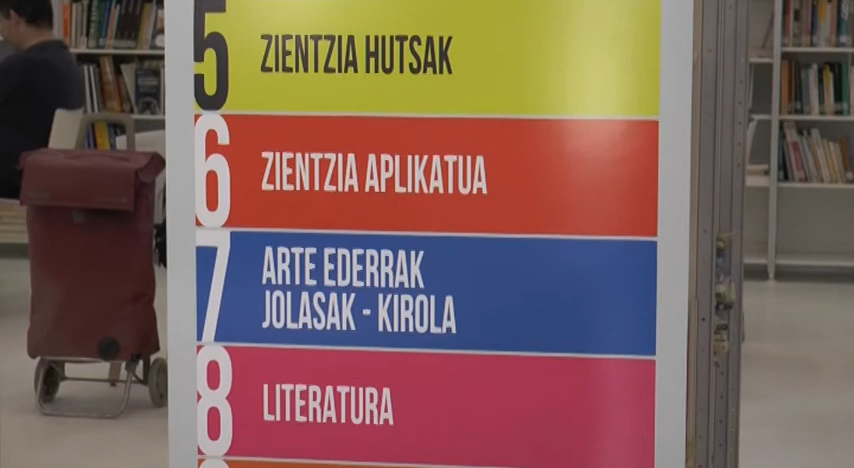 5 ZIENTZIA HUTSAK
6 ZIENTZIA APLIKATUA
7 ARTE EDERRAK
JOLASAK - KIROLA
8 LITERATURA